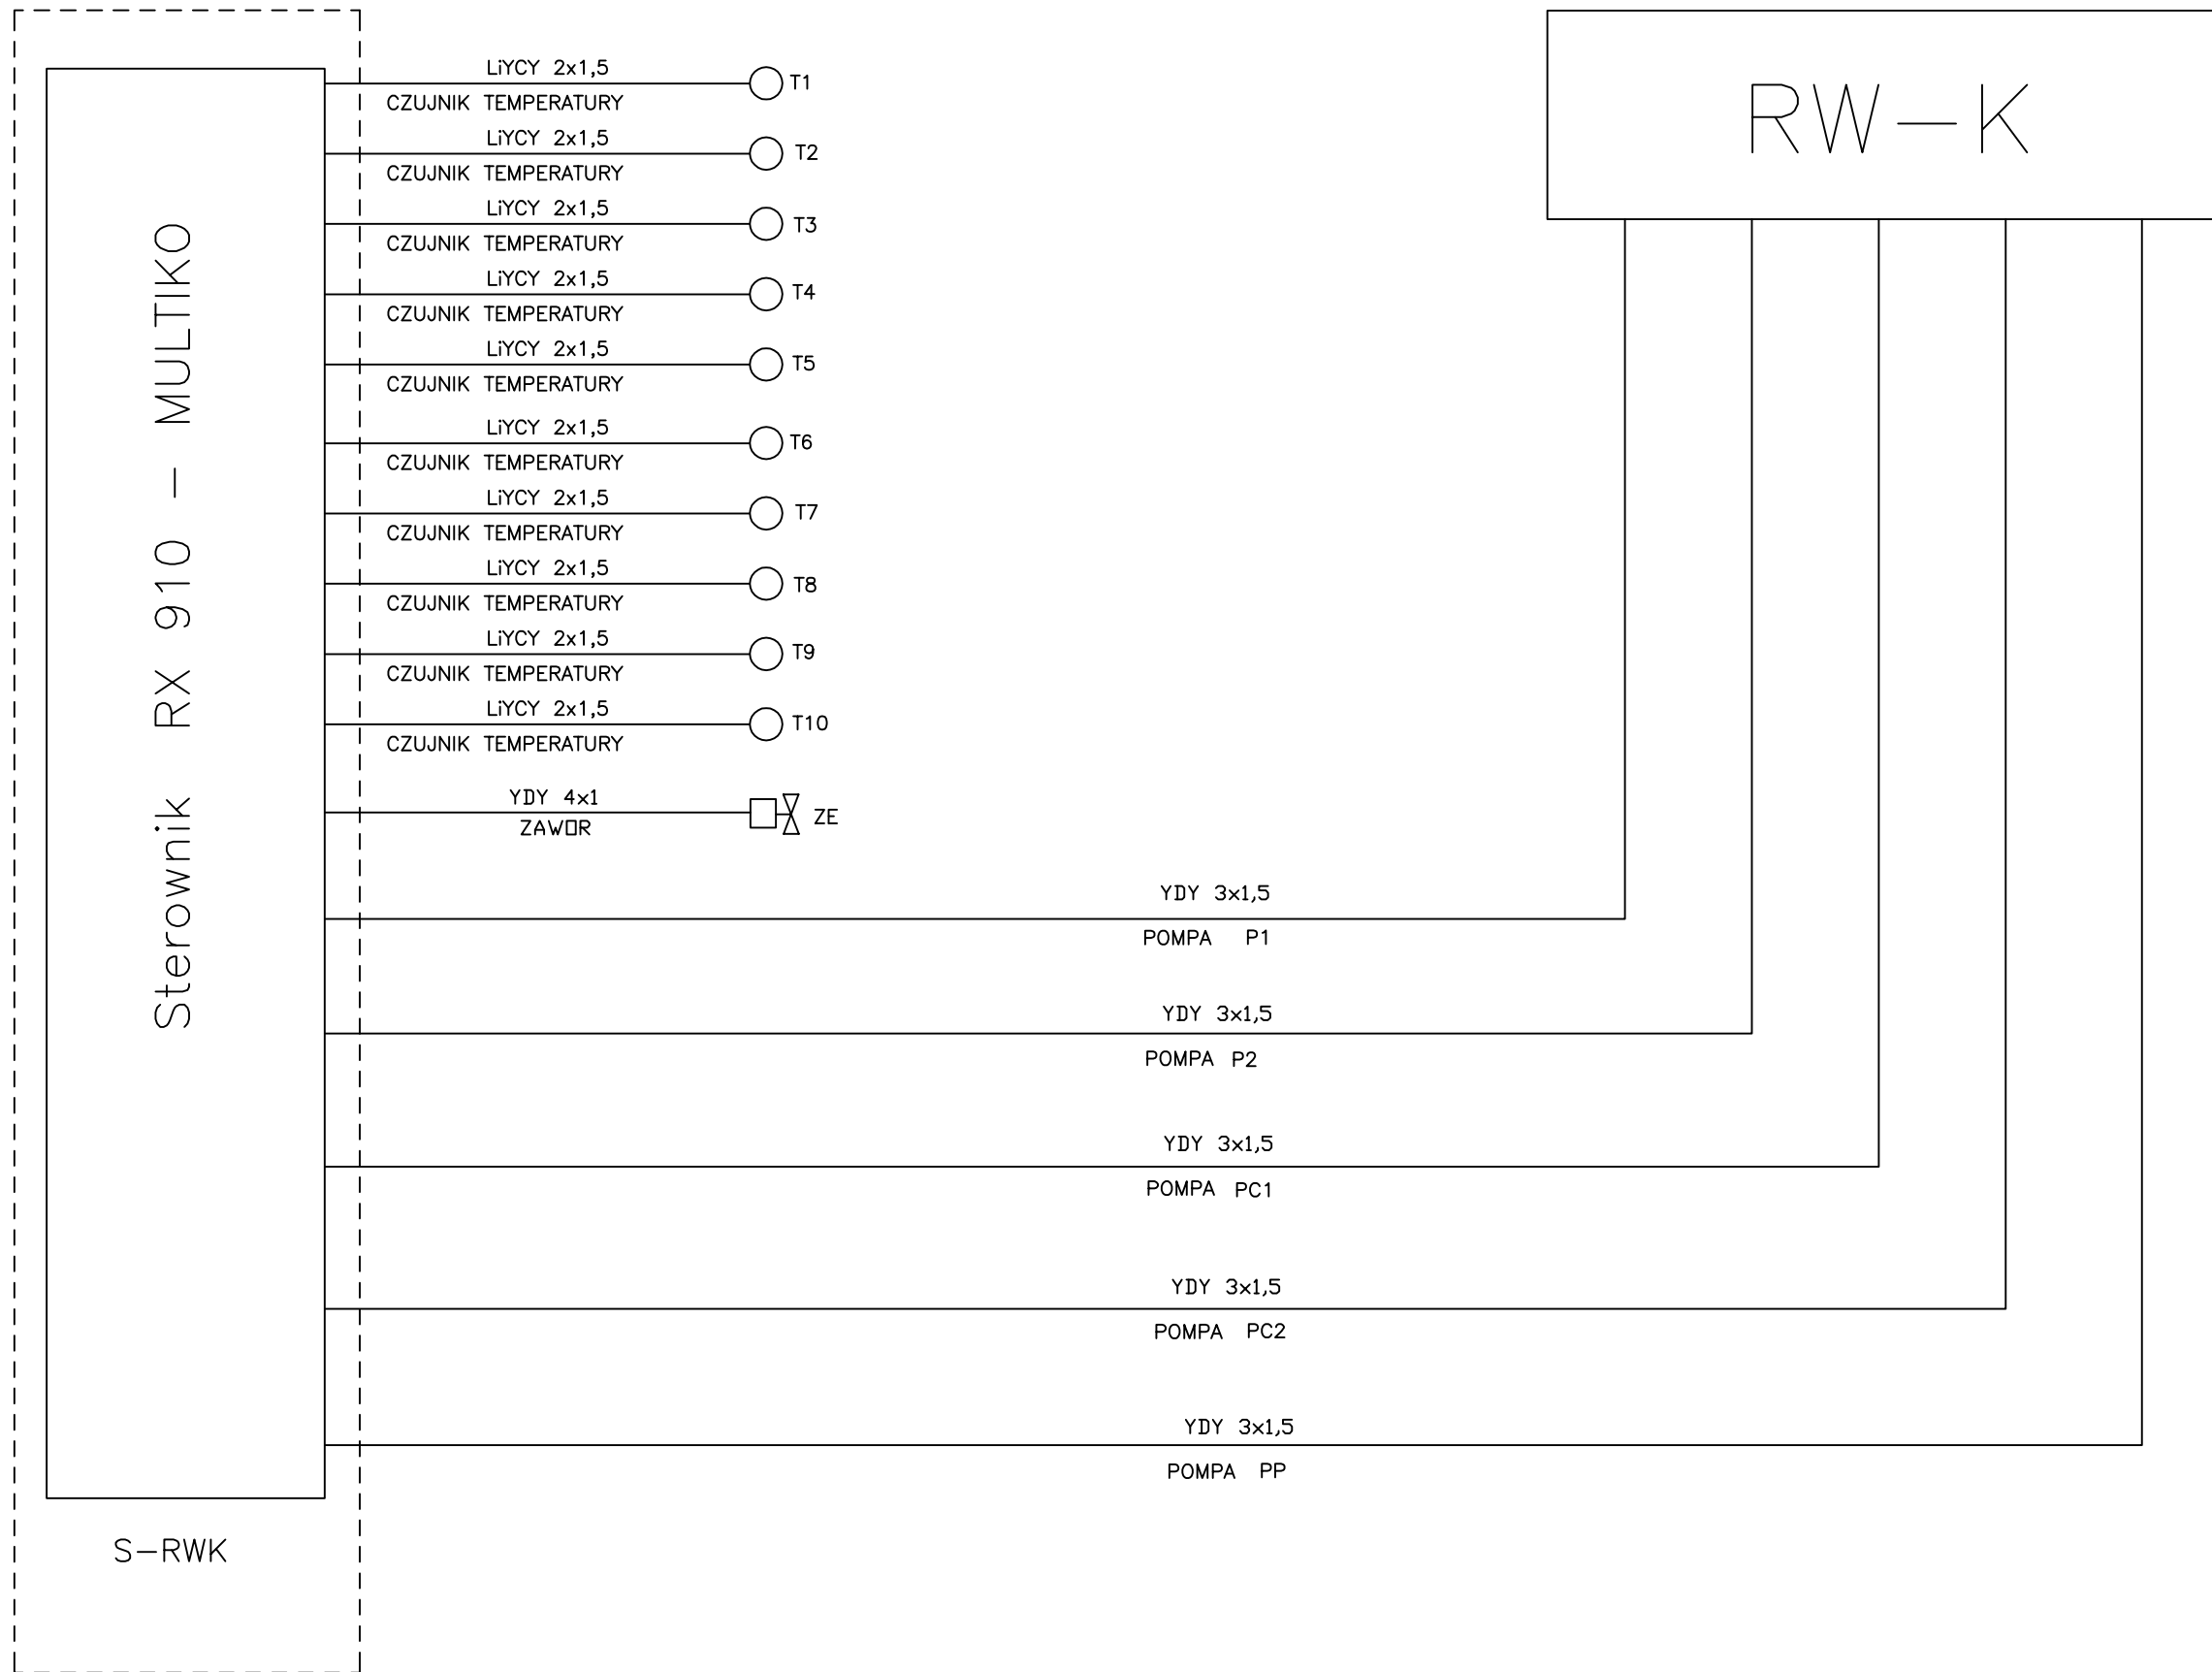 RW-K
Sterownik RX 910 - MULTIKO
LiYCY 2x1,5
T1
CZUJNIK TEMPERATURY
LiYCY 2x1,5
T2
CZUJNIK TEMPERATURY
LiYCY 2x1,5
T3
CZUJNIK TEMPERATURY
LiYCY 2x1,5
T4
CZUJNIK TEMPERATURY
LiYCY 2x1,5
T5
CZUJNIK TEMPERATURY
LiYCY 2x1,5
T6
CZUJNIK TEMPERATURY
LiYCY 2x1,5
T7
CZUJNIK TEMPERATURY
LiYCY 2x1,5
T8
CZUJNIK TEMPERATURY
LiYCY 2x1,5
T9
CZUJNIK TEMPERATURY
LiYCY 2x1,5
T10
CZUJNIK TEMPERATURY
YDY 4x1
ZE
ZAWOR
YDY 3x1,5
POMPA P1
YDY 3x1,5
POMPA P2
YDY 3x1,5
POMPA PC1
YDY 3x1,5
POMPA PC2
YDY 3x1,5
POMPA PP
S-RWK